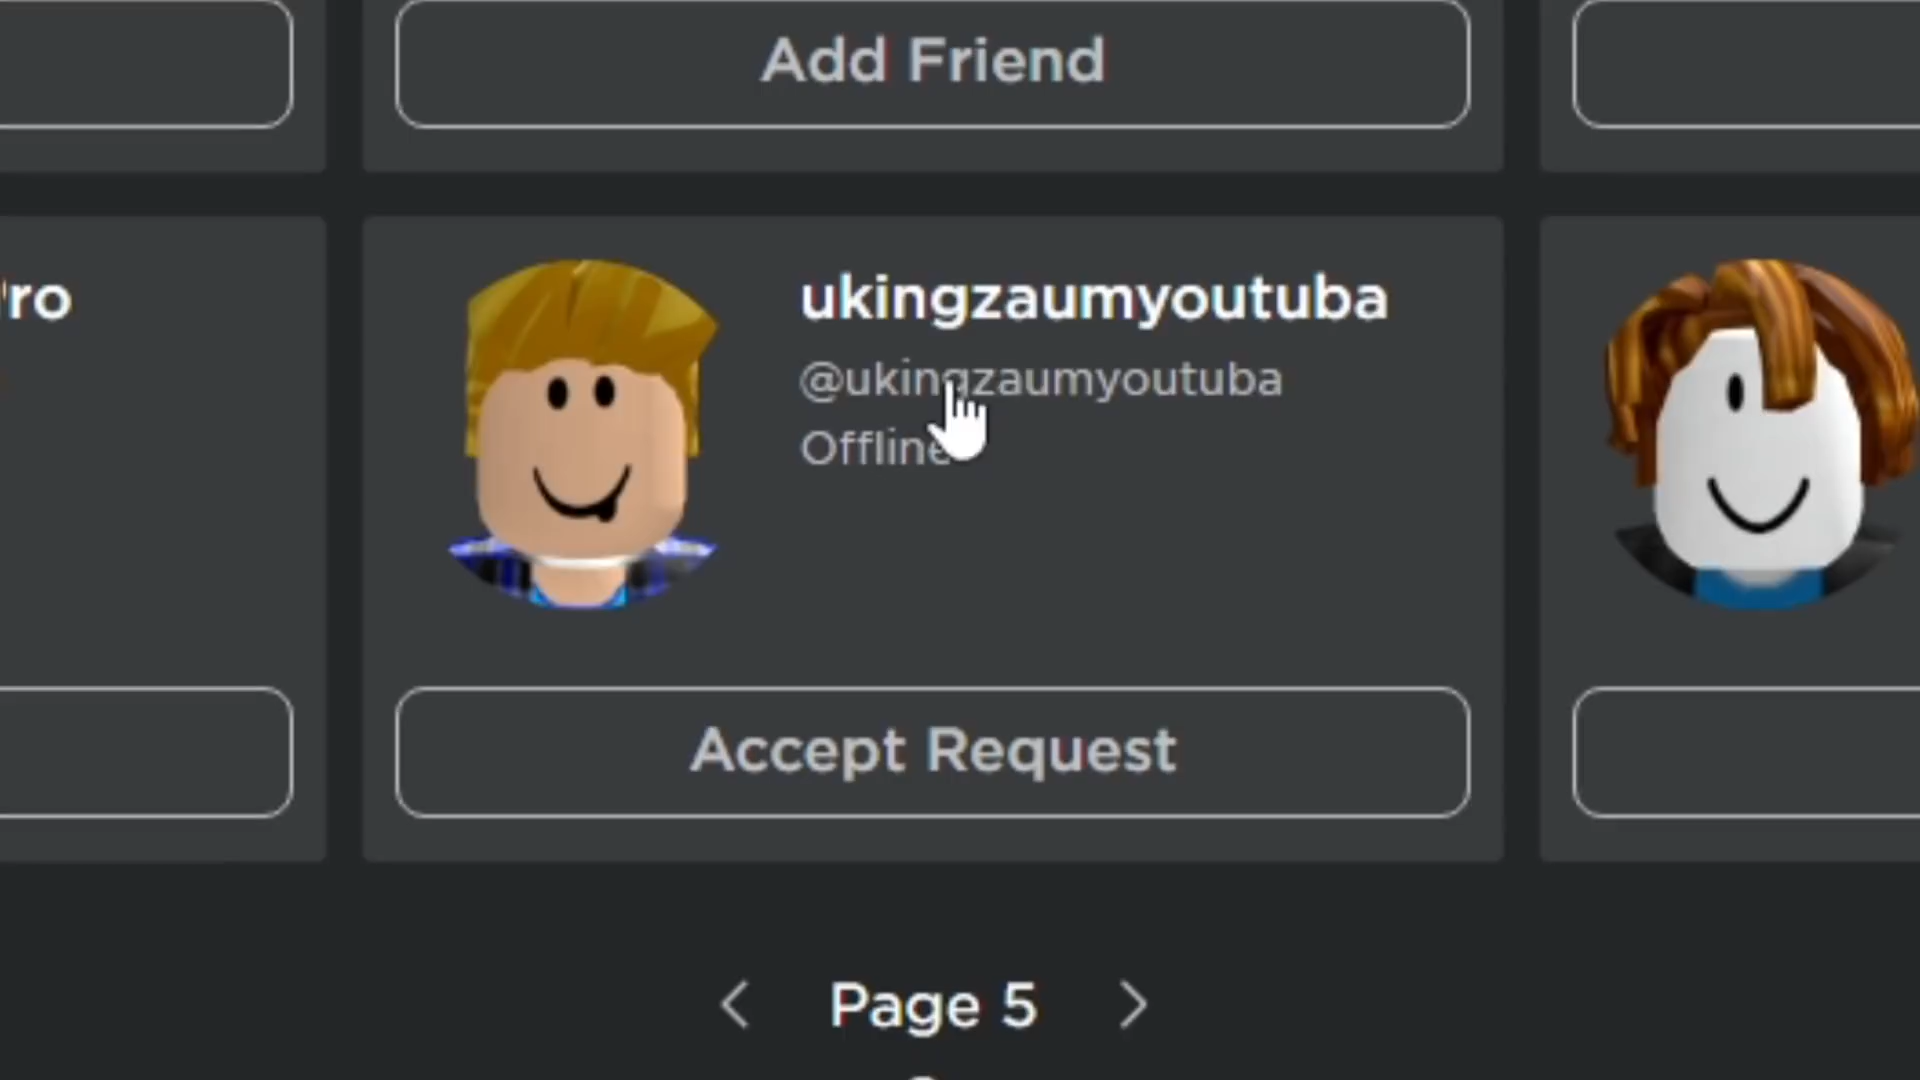 Add Friend
ro
ukingzaumyoutuba
@ukingzaumyoutuba
Offline
Accept Request
Page 5